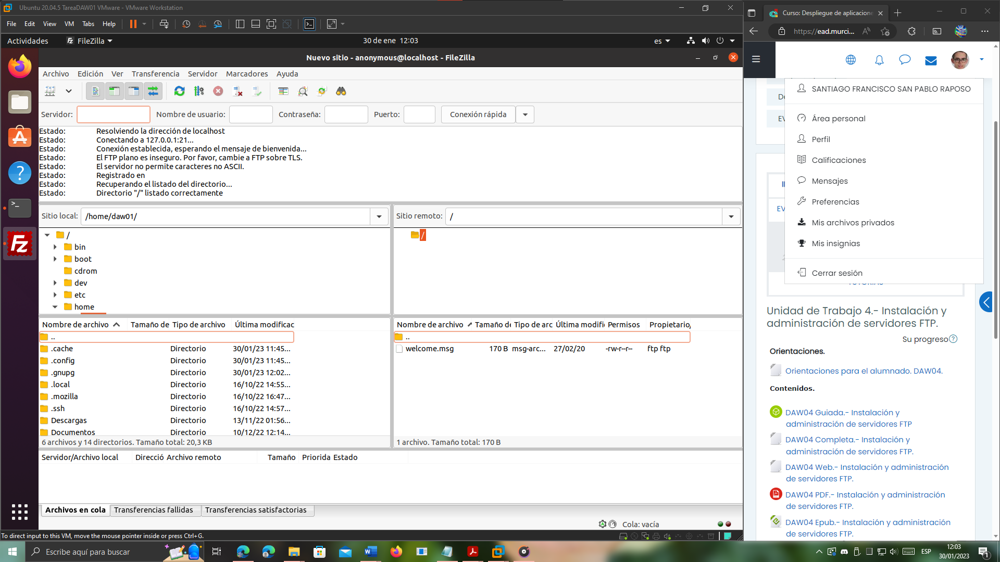 Ubuntu 20.04.5 TareaDAW01 VMware - VMware Workstation
File Edit View VM Tabs Help
Actividades FileZilla 30 de ene 12:03 es
Nuevo sitio - anonymous@localhost - FileZilla
Archivo Edición Ver Transferencia Servidor Marcadores Ayuda
Servidor: Nombre de usuario: Contraseña: Puerto: Conexión rápida
Estado: Resolviendo la dirección de localhost
Estado: Conectando a 127.0.0.1:21...
Estado: Conexión establecida, esperando el mensaje de bienvenida...
Estado: El FTP plano es inseguro. Por favor, cambie a FTP sobre TLS.
Estado: El servidor no permite caracteres no ASCII.
Estado: Registrado en
Estado: Recuperando el listado del directorio...
Estado: Directorio "/" listado correctamente
Sitio local: /home/daw01/
/
bin
boot
cdrom
dev
etc
home
Nombre de archivo Tamaño de Tipo de archivo Última modificac
..
.cache Directorio 30/01/23 11:45...
.config Directorio 30/01/23 11:45...
.gnupg Directorio 30/01/23 12:02...
.local Directorio 16/10/22 14:55...
.mozilla Directorio 16/10/22 16:47...
.ssh Directorio 16/10/22 14:57...
Descargas Directorio 13/11/22 01:56...
Documentos Directorio 10/12/22 12:14...
6 archivos y 14 directorios. Tamaño total: 20,3 KB
Sitio remoto: /
/
Nombre de archivo Tamaño de Tipo de arc Última modifi Permisos Propietario/
..
welcome.msg 170 B msg-arc... 27/02/20 -rw-r--r-- ftp ftp
1 archivo. Tamaño total: 170 B
Servidor/Archivo local Direcció Archivo remoto Tamaño Priorida Estado
Archivos en cola Transferencias fallidas Transferencias satisfactorias
Cola: vacía
To direct input to this VM, move the mouse pointer inside or press Ctrl+G.
Curso: Despliegue de aplicacione
https://ead.murci...
SANTIAGO FRANCISCO SAN PABLO RAPOSO
Área personal
Perfil
Calificaciones
Mensajes
Preferencias
Mis archivos privados
Mis insignias
Cerrar sesión
Unidad de Trabajo 4.- Instalación y
administración de servidores FTP.
Su progreso
Orientaciones.
Orientaciones para el alumnado. DAW04.
Contenidos.
DAW04 Guiada.- Instalación y
administración de servidores FTP
DAW04 Completa.- Instalación y
administración de servidores FTP.
DAW04 Web.- Instalación y administración
de servidores FTP.
DAW04 PDF.- Instalación y administración
de servidores FTP.
DAW04 Epub.- Instalación y administración
de servidores FTP.
Escribe aquí para buscar
ESP
12:03
30/01/2023
1